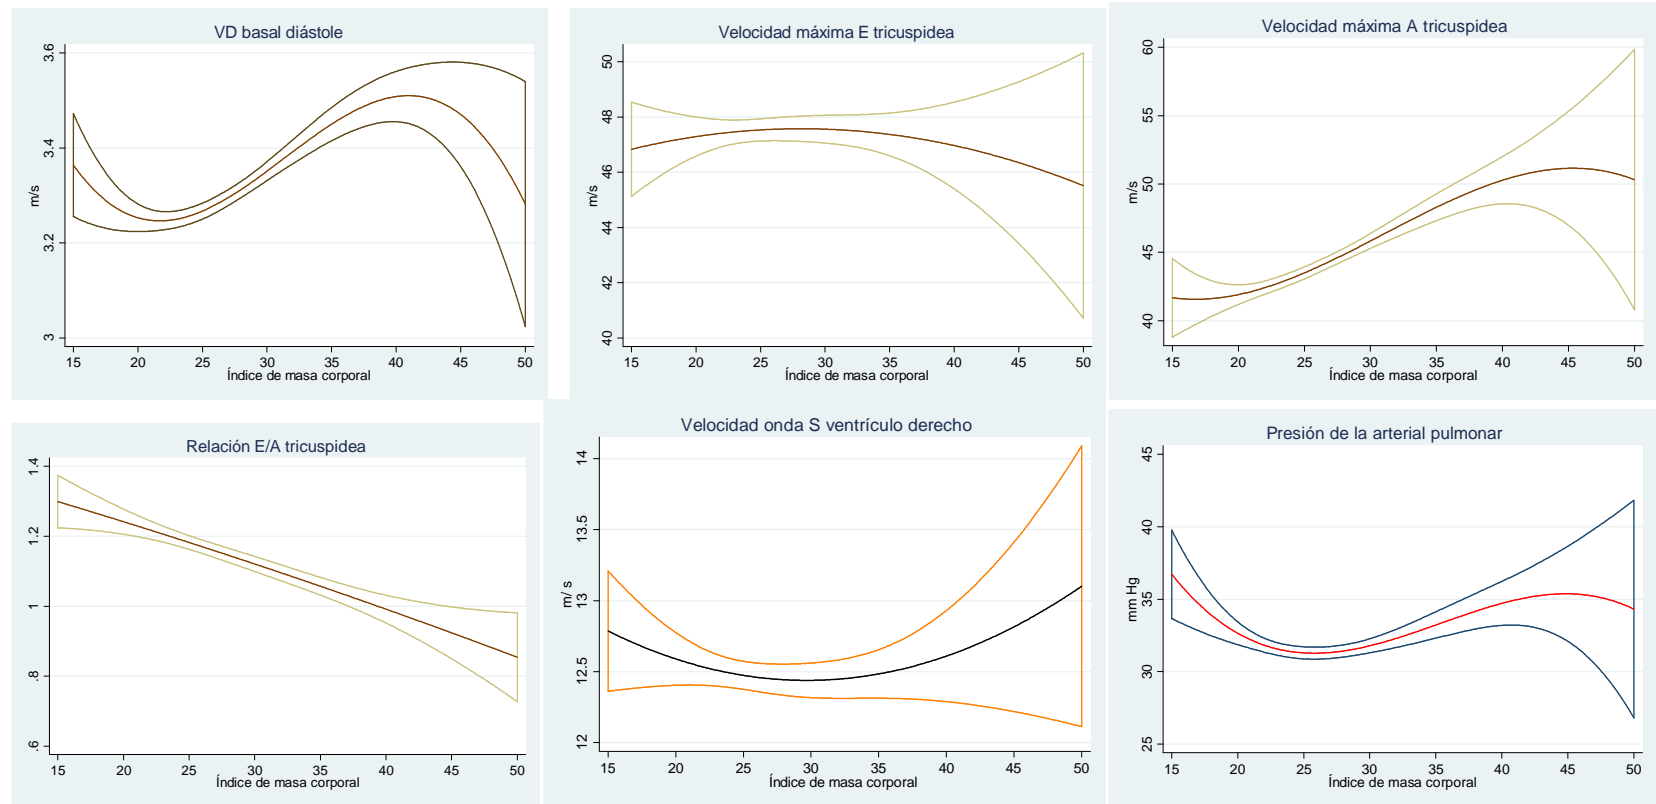 VD basal diástole
m/s
3.6
3.4
3.2
3
15 20 25 30 35 40 45 50
Índice de masa corporal
Velocidad máxima E tricuspidea
m/s
50
48
46
44
42
40
15 20 25 30 35 40 45 50
Índice de masa corporal
Velocidad máxima A tricuspidea
m/s
60
55
50
45
40
15 20 25 30 35 40 45 50
Índice de masa corporal
Relación E/A tricuspidea
1.4
1.2
1
.8
.6
15 20 25 30 35 40 45 50
Índice de masa corporal
Velocidad onda S ventrículo derecho
m/ s
14
13.5
13
12.5
12
15 20 25 30 35 40 45 50
Índice de masa corporal
Presión de la arterial pulmonar
mm Hg
45
40
35
30
25
15 20 25 30 35 40 45 50
Índice de masa corporal